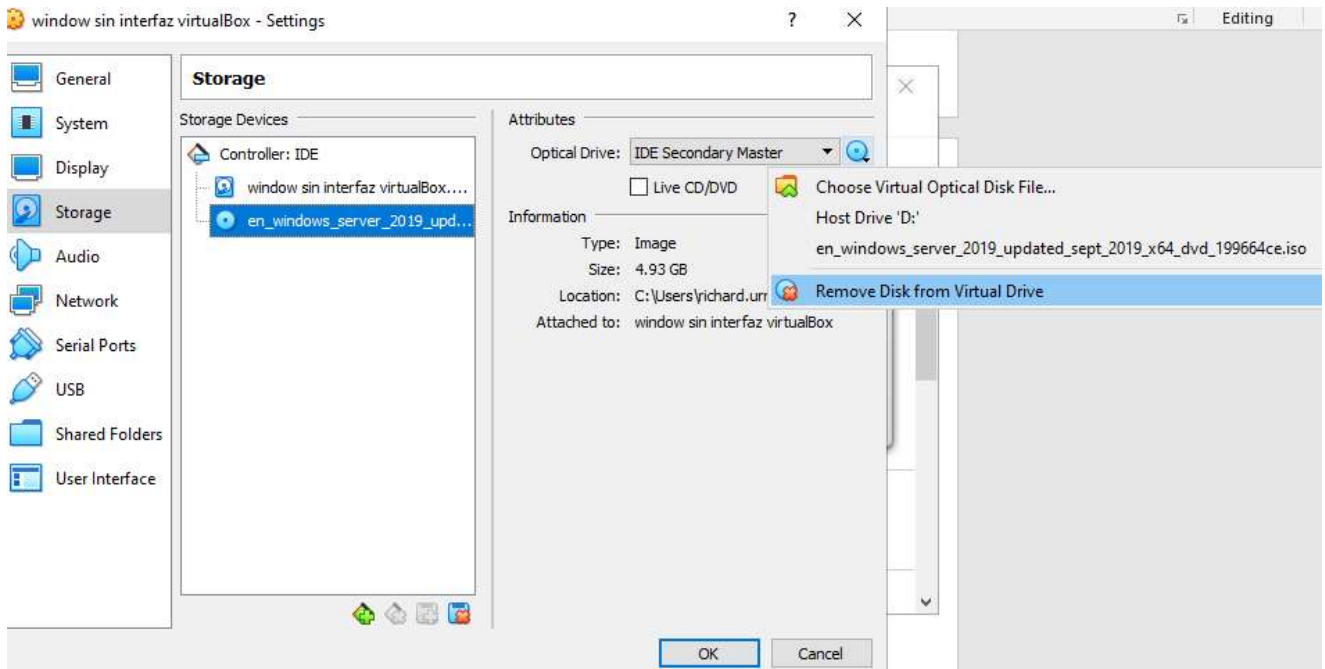 window sin interfaz virtualBox - Settings
? ×
Editing
General
System
Display
Storage
Audio
Network
Serial Ports
USB
Shared Folders
User Interface
Storage
Storage Devices
Controller: IDE
window sin interfaz virtualBox....
en_windows_server_2019_upd...
Attributes
Optical Drive: IDE Secondary Master
Live CD/DVD
Information
Type: Image
Size: 4.93 GB
Location: C:\Users\richard.urr
Attached to: window sin interfaz virtualBox
Choose Virtual Optical Disk File...
Host Drive 'D:'
en_windows_server_2019_updated_sept_2019_x64_dvd_199664ce.iso
Remove Disk from Virtual Drive
OK Cancel